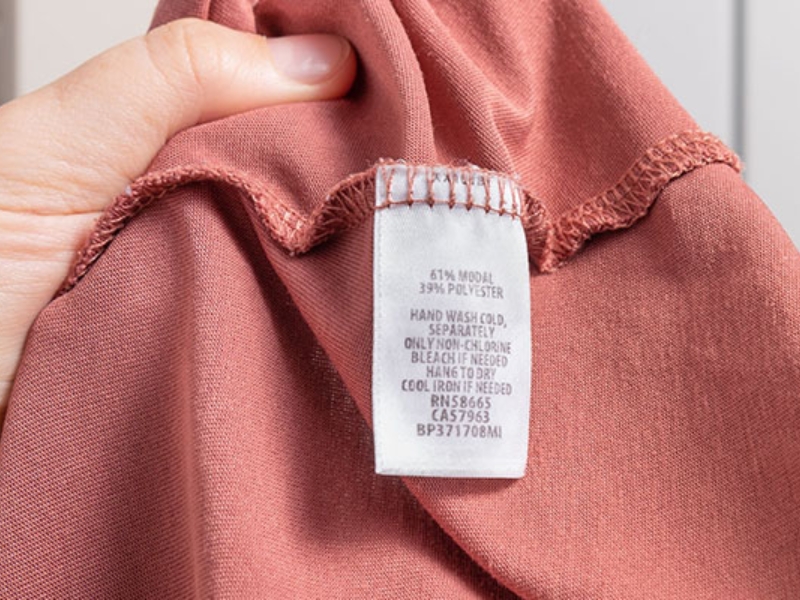 61% MODAL
39% POLYESTER
HAND WASH COLD,
SEPARATELY
ONLY NON-CHLORINE
BLEACH IF NEEDED
HANG TO DRY
COOL IRON IF NEEDED
RN58665
CA57963
BP371708MI